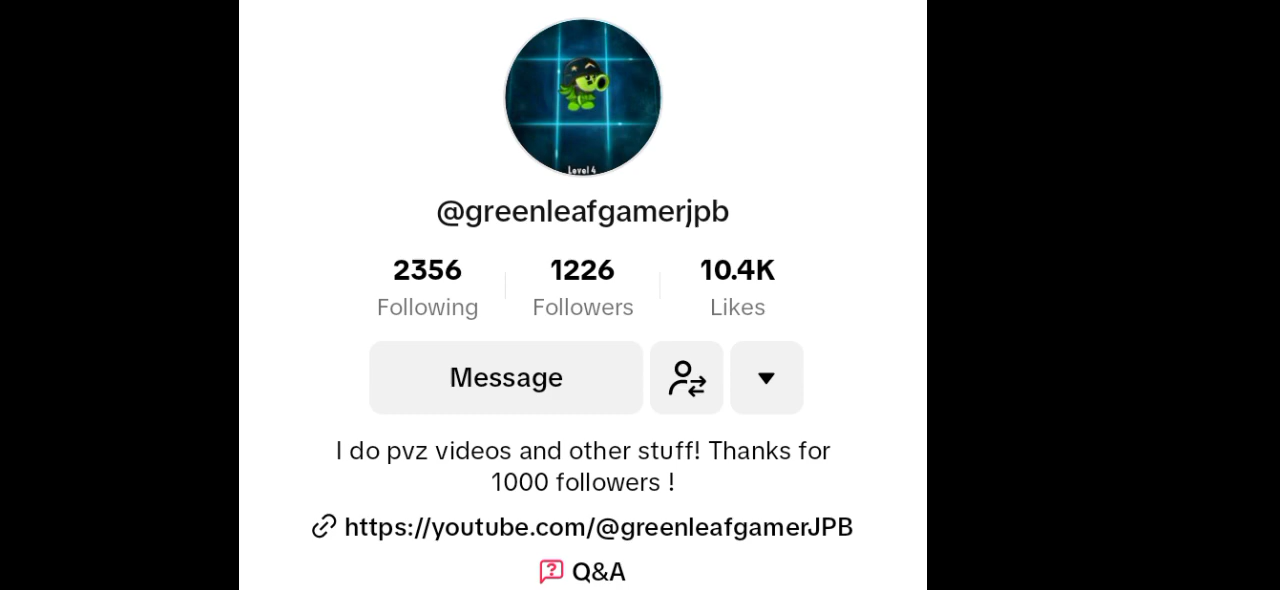 Level 4
@greenleafgamerjpb
2356 1226 10.4K
Following Followers Likes
Message
I do pvz videos and other stuff! Thanks for
1000 followers !
https://youtube.com/@greenleafgamerJPB
Q&A